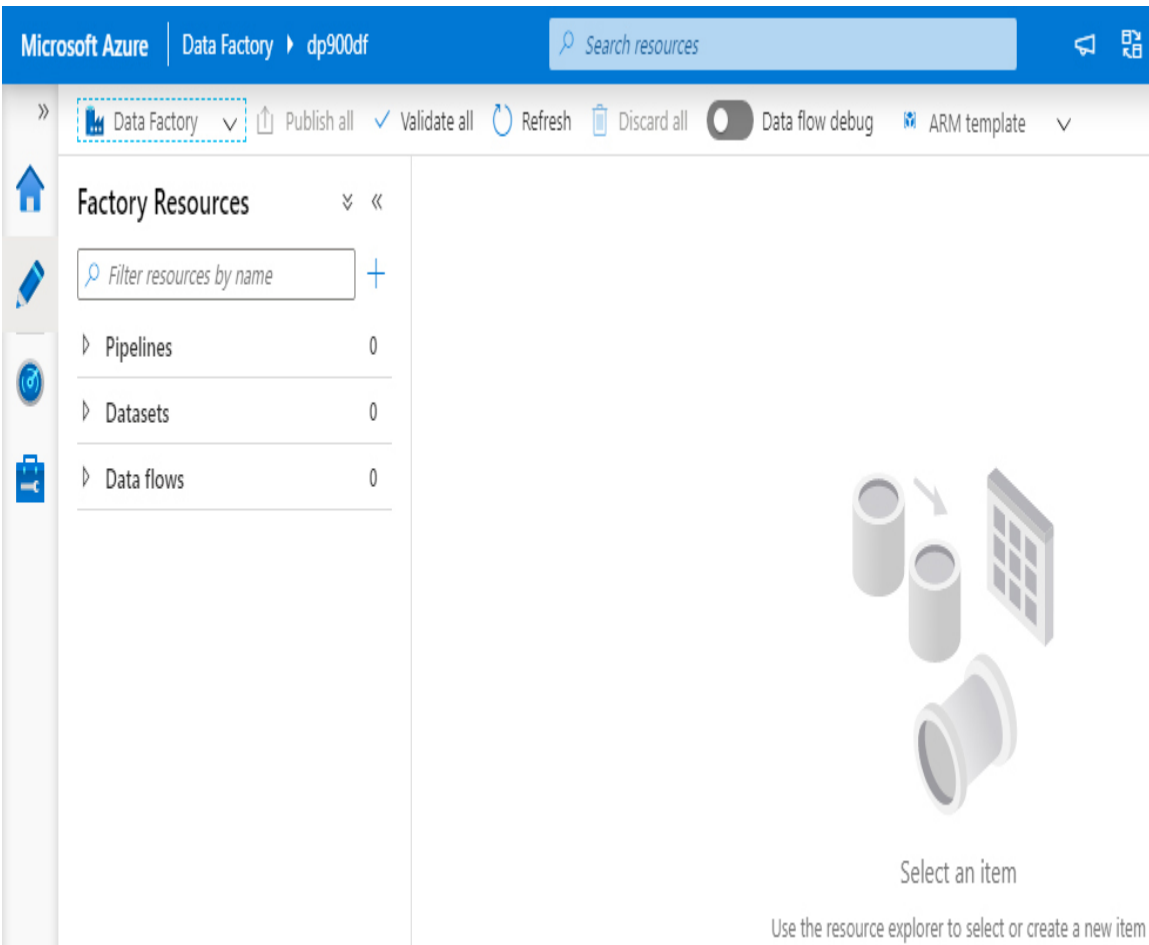 Microsoft Azure Data Factory dp900df Search resources
Data Factory Publish all Validate all Refresh Discard all Data flow debug ARM template
Factory Resources
Filter resources by name
Pipelines 0
Datasets 0
Data flows 0
Select an item
Use the resource explorer to select or create a new item